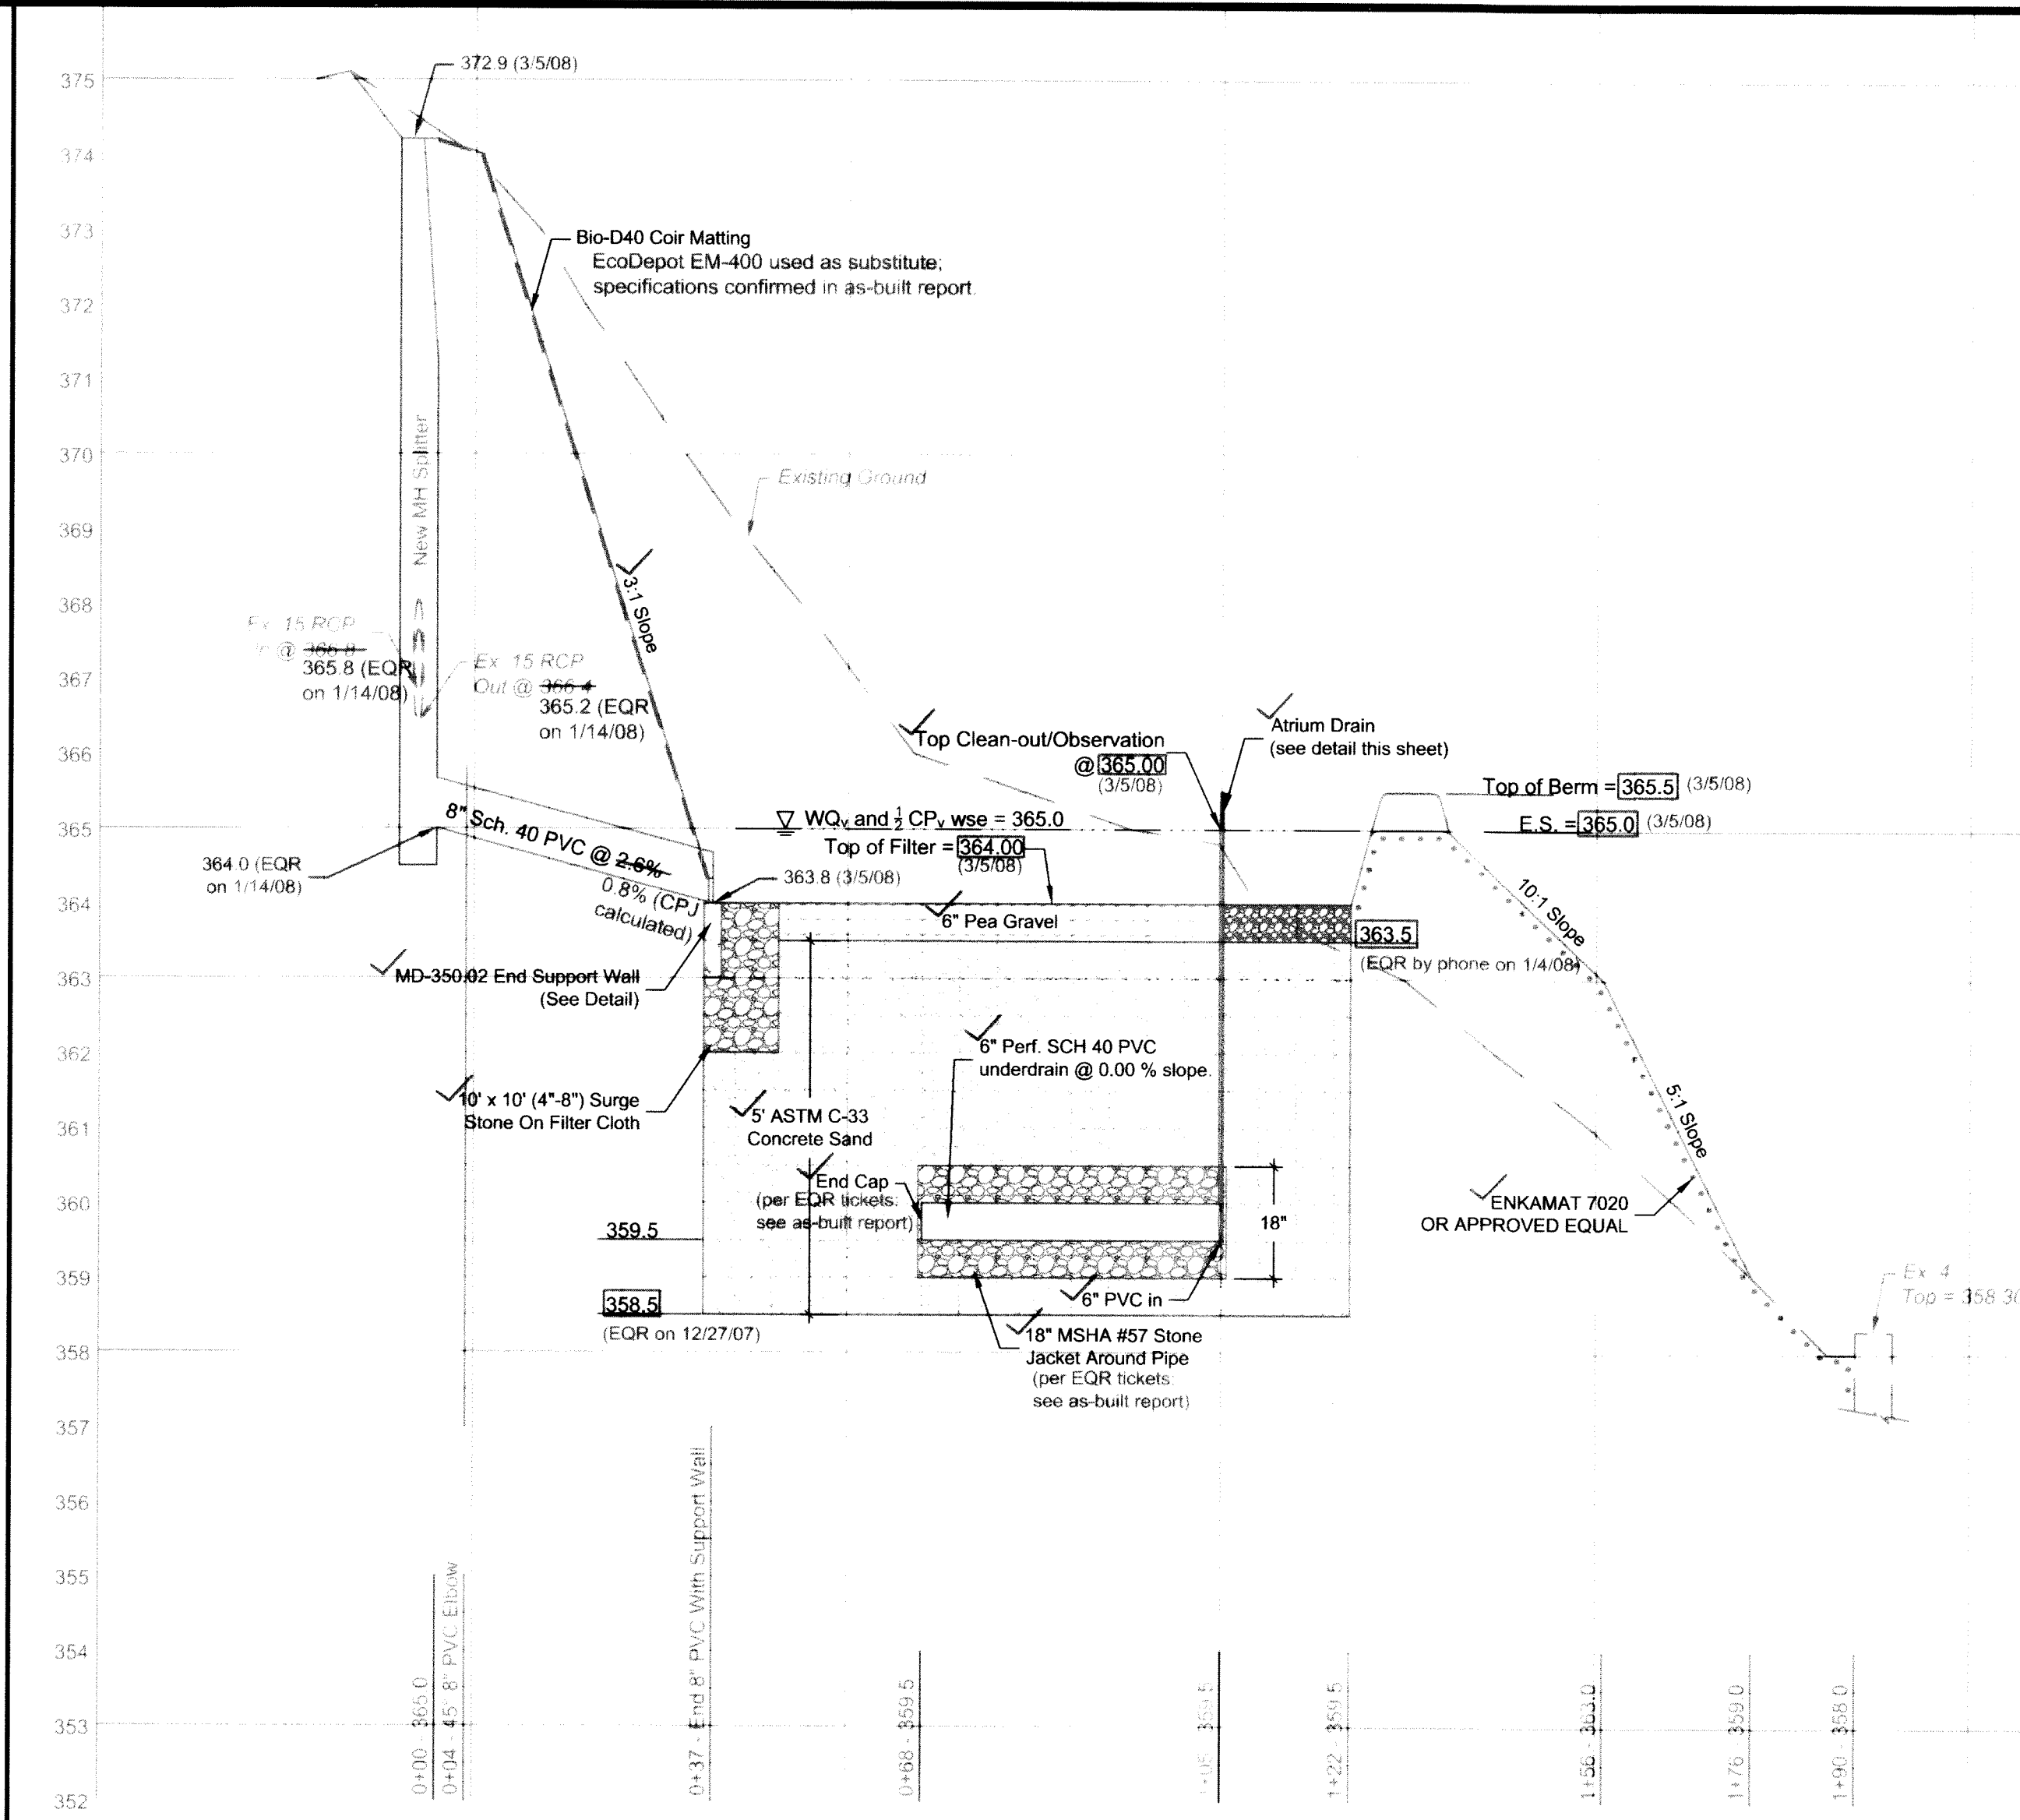 375
374
373
372
371
370
369
368
367
366
365
364
363
362
361
360
359
358
357
356
355
354
353
352
372.9 (3/5/08)
Bio-D40 Coir Matting
EcoDepot EM-400 used as substitute;
specifications confirmed in as-built report.
New MH Splitter
Existing Ground
3:1 Slope
Ex. 15 RCP
In @ 366.8
365.8 (EQR
on 1/14/08)
Ex. 15 RCP
Out @ 366.4
365.2 (EQR
on 1/14/08)
Top Clean-out/Observation
@ 365.00
(3/5/08)
Atrium Drain
(see detail this sheet)
Top of Berm = 365.5 (3/5/08)
E.S. = 365.0 (3/5/08)
8" Sch. 40 PVC @ 2.6%
0.8% (CPJ
calculated)
WQv and ½ CPv wse = 365.0
Top of Filter = 364.00
(3/5/08)
364.0 (EQR
on 1/14/08)
363.8 (3/5/08)
6" Pea Gravel
10:1 Slope
363.5
(EQR by phone on 1/4/08)
MD-350.02 End Support Wall
(See Detail)
6" Perf. SCH 40 PVC
underdrain @ 0.00 % slope.
10' x 10' (4"-8") Surge
Stone On Filter Cloth
5' ASTM C-33
Concrete Sand
5:1 Slope
End Cap
(per EQR tickets:
see as-built report)
18"
ENKAMAT 7020
OR APPROVED EQUAL
359.5
358.5
(EQR on 12/27/07)
6" PVC in
18" MSHA #57 Stone
Jacket Around Pipe
(per EQR tickets:
see as-built report)
Ex. 4
Top = 358.30
0+00 - 365.0
0+04 - 45° 8" PVC Elbow
0+37 - End 8" PVC With Support Wall
0+68 - 359.5
1+05 - 359.5
1+22 - 359.5
1+56 - 363.0
1+76 - 359.0
1+90 - 358.0